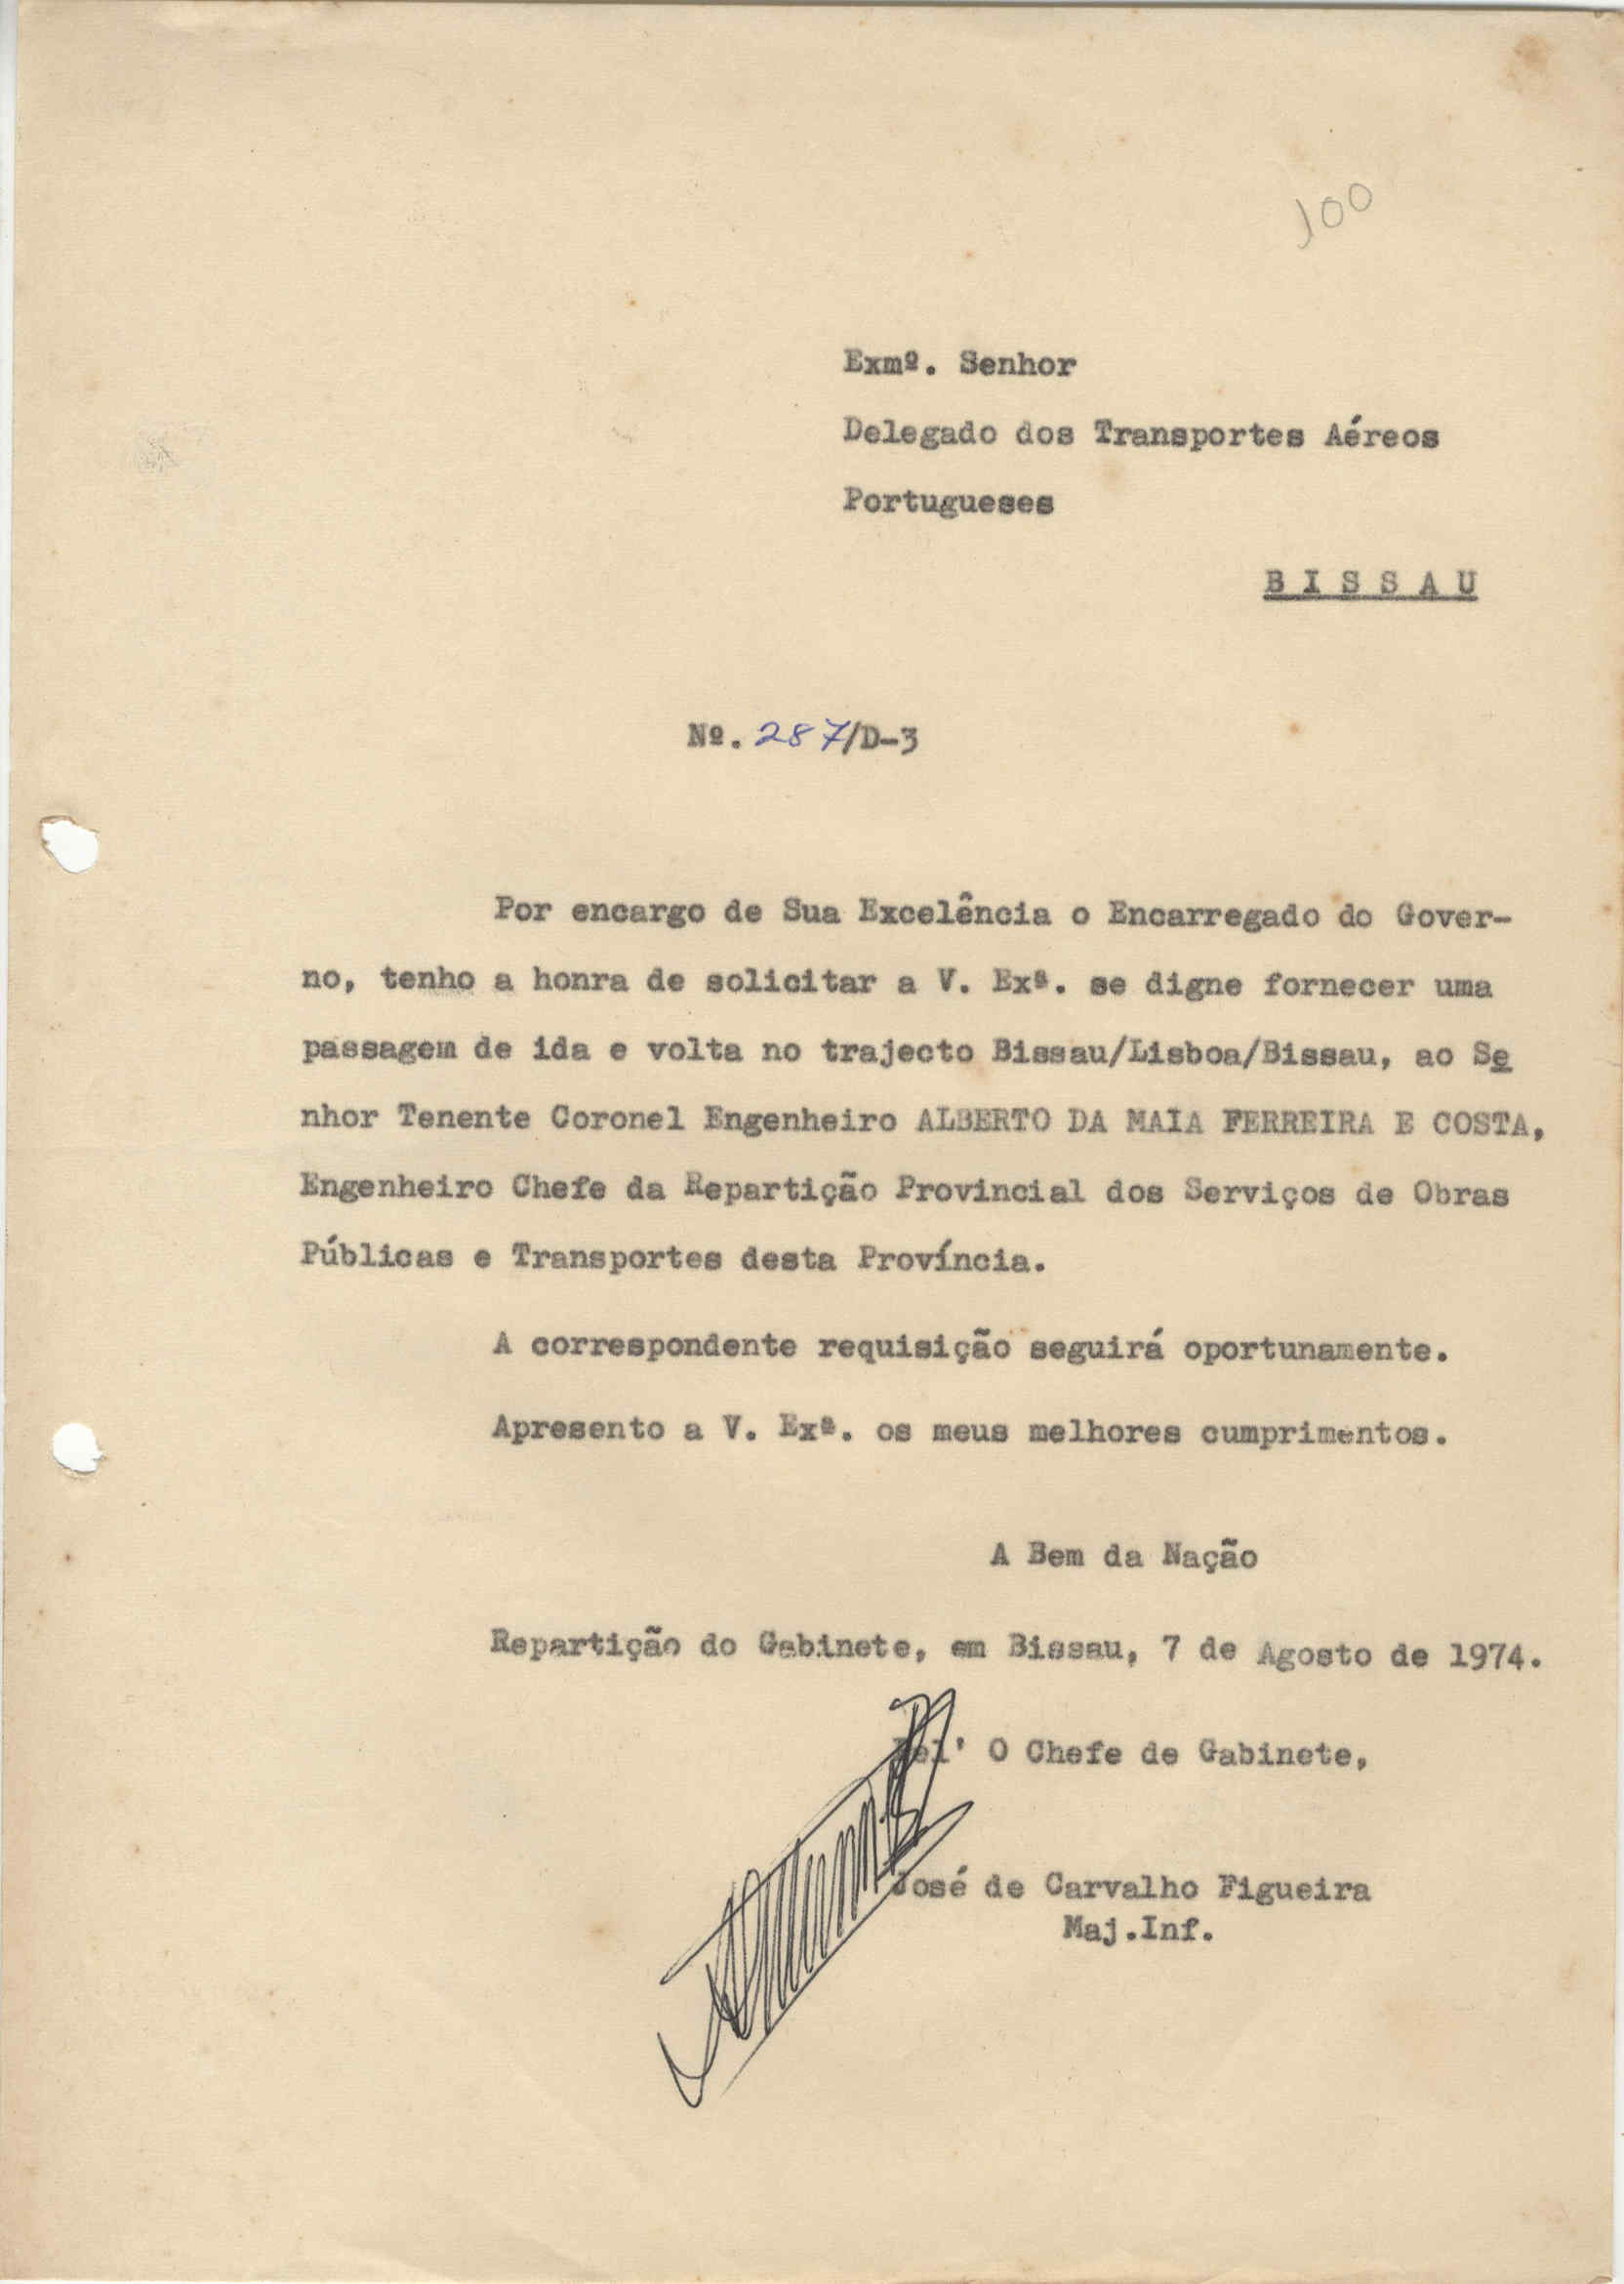 100
Exmº. Senhor
Delegado dos Transportes Aéreos
Portugueses
B I S S A U
Nº. 287/D-3
Por encargo de Sua Excelência o Encarregado do Gover-
no, tenho a honra de solicitar a V. Exª. se digne fornecer uma
passagem de ida e volta no trajecto Bissau/Lisboa/Bissau, ao Se
nhor Tenente Coronel Engenheiro ALBERTO DA MAIA FERREIRA E COSTA,
Engenheiro Chefe da Repartição Provincial dos Serviços de Obras
Públicas e Transportes desta Província.
A correspondente requisição seguirá oportunamente.
Apresento a V. Exª. os meus melhores cumprimentos.
A Bem da Nação
Repartição do Gabinete, em Bissau, 7 de Agosto de 1974.
Pel' O Chefe de Gabinete,
José de Carvalho Figueira
Maj.Inf.